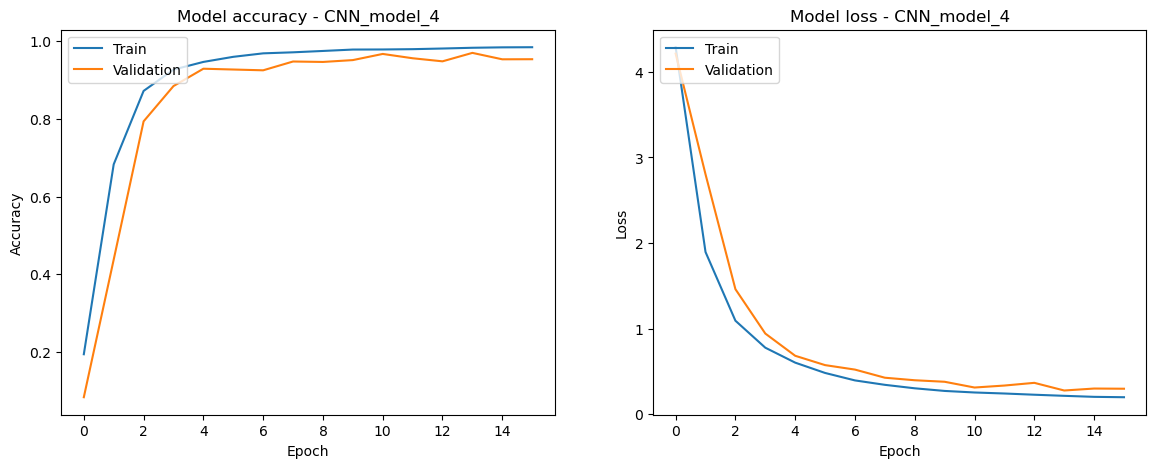 Model accuracy - CNN_model_4
Train
Validation
1.0
0.8
0.6
0.4
0.2
Accuracy
0 2 4 6 8 10 12 14
Epoch
Model loss - CNN_model_4
Train
Validation
4
3
2
1
0
Loss
0 2 4 6 8 10 12 14
Epoch